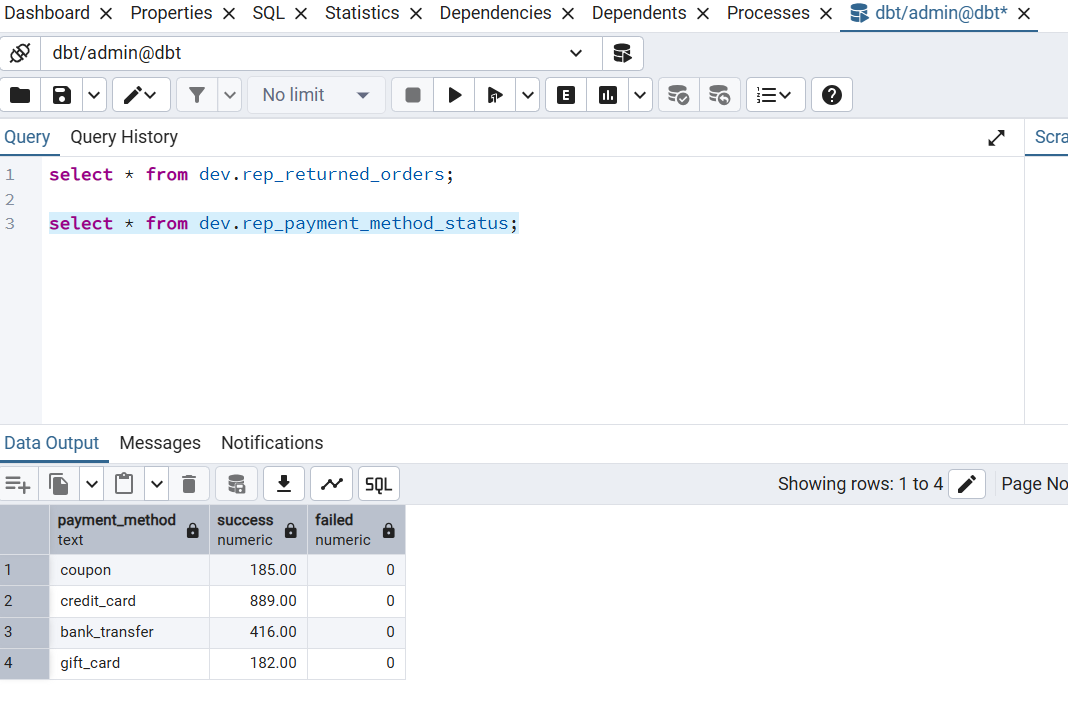 Dashboard Properties SQL Statistics Dependencies Dependents Processes dbt/admin@dbt*
dbt/admin@dbt
No limit
Query Query History
Scra
1 select * from dev.rep_returned_orders;
2
3 select * from dev.rep_payment_method_status;
Data Output Messages Notifications
SQL Showing rows: 1 to 4 Page No
payment_method success failed
text numeric numeric
1 coupon 185.00 0
2 credit_card 889.00 0
3 bank_transfer 416.00 0
4 gift_card 182.00 0